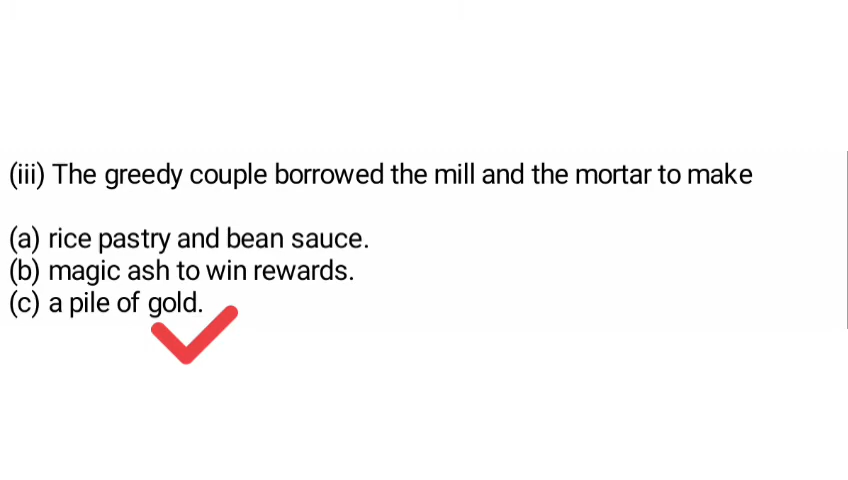 (iii) The greedy couple borrowed the mill and the mortar to make
(a) rice pastry and bean sauce.
(b) magic ash to win rewards.
(c) a pile of gold.